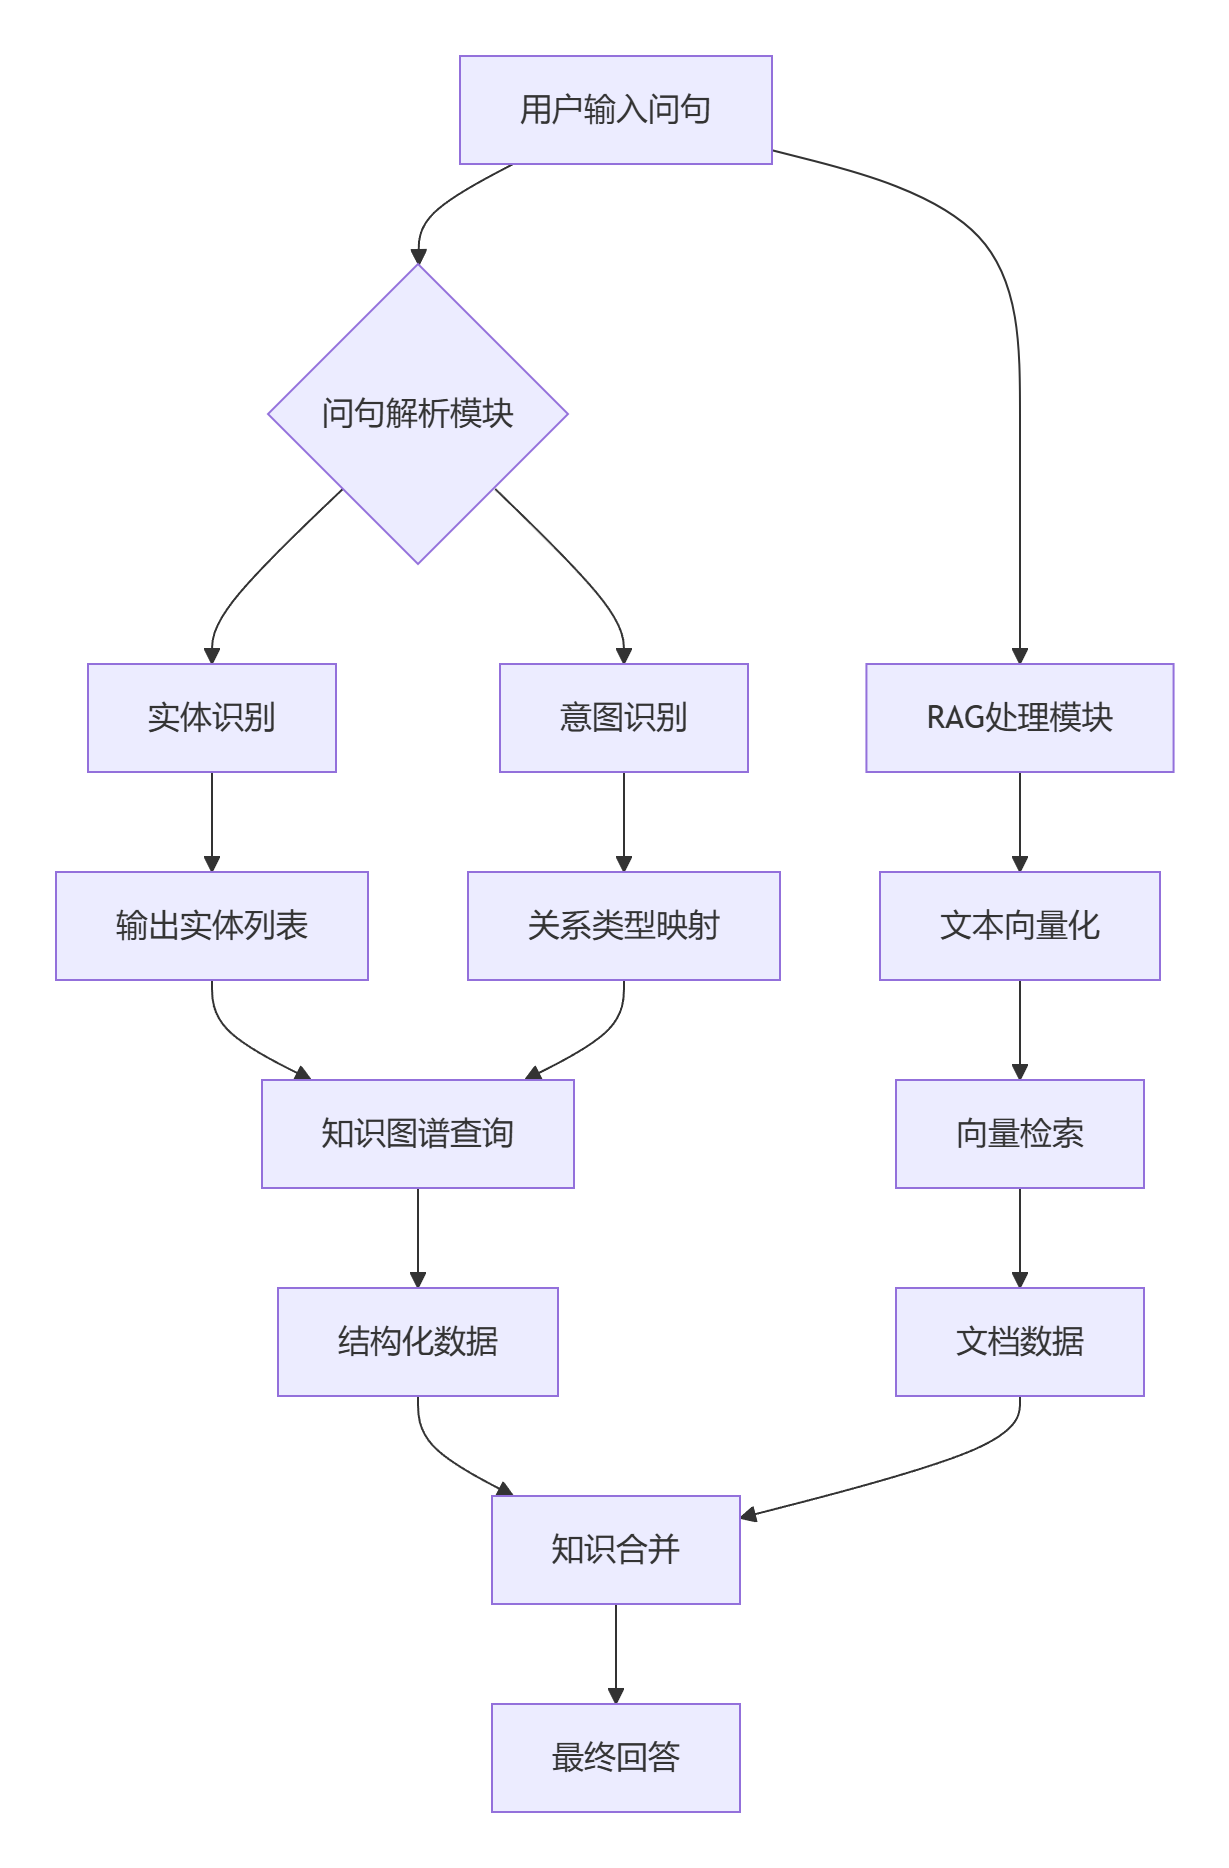 用户输入问句
问句解析模块
实体识别
意图识别
RAG处理模块
输出实体列表
关系类型映射
文本向量化
知识图谱查询
向量检索
结构化数据
文档数据
知识合并
最终回答